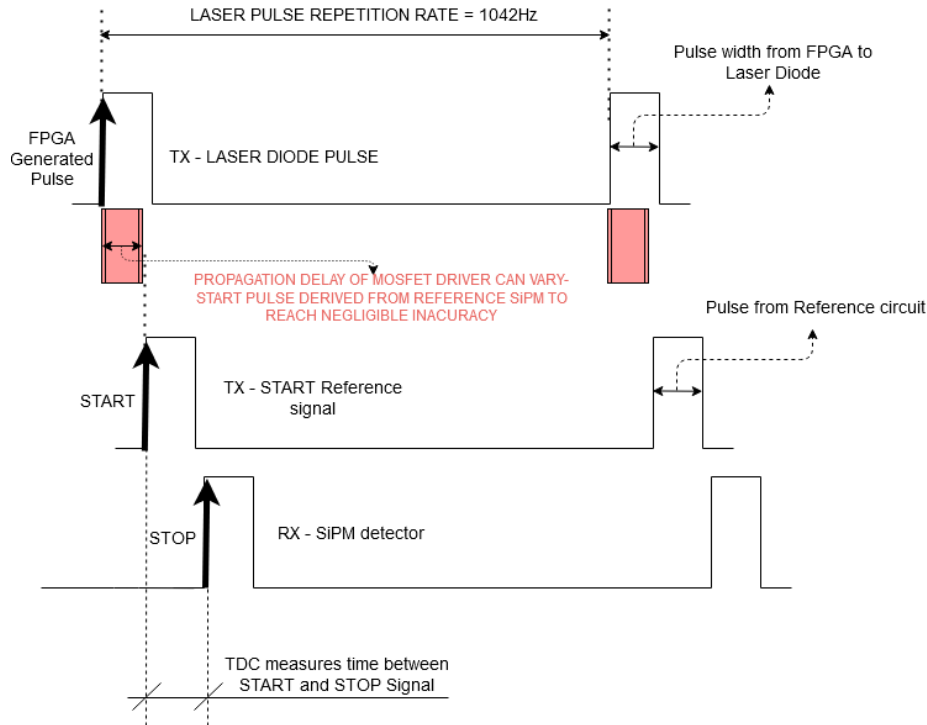 LASER PULSE REPETITION RATE = 1042Hz
Pulse width from FPGA to
Laser Diode
FPGA
Generated
Pulse
TX - LASER DIODE PULSE
PROPAGATION DELAY OF MOSFET DRIVER CAN VARY-
START PULSE DERIVED FROM REFERENCE SiPM TO
REACH NEGLIGIBLE INACURACY
Pulse from Reference circuit
START
TX - START Reference
signal
STOP
RX - SiPM detector
TDC measures time between
START and STOP Signal